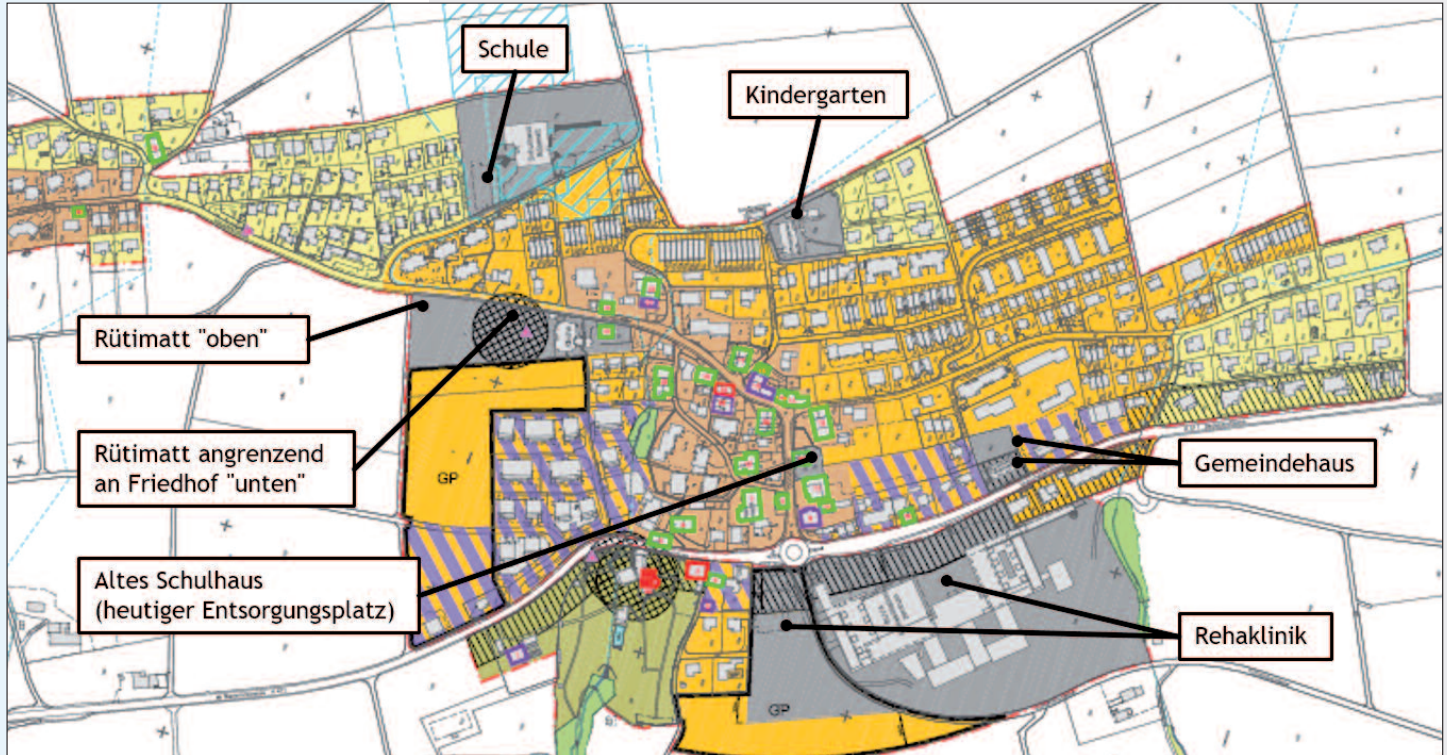 Schule
Kindergarten
Rütimatt "oben"
Rütimatt angrenzend
an Friedhof "unten"
GP
Gemeindehaus
Altes Schulhaus
(heutiger Entsorgungsplatz)
Rehaklinik
GP